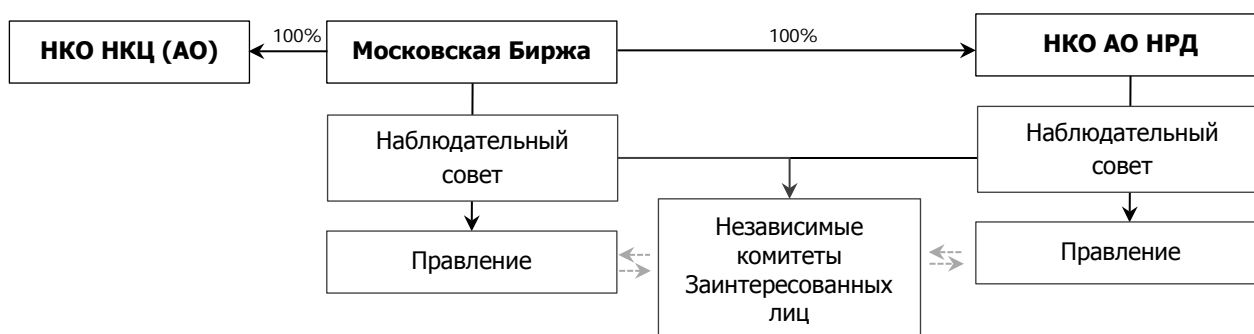 НКО НКЦ (АО)
100%
Московская Биржа
100%
НКО АО НРД
Наблюдательный
совет
Наблюдательный
совет
Правление
Независимые
комитеты
Заинтересованных
лиц
Правление